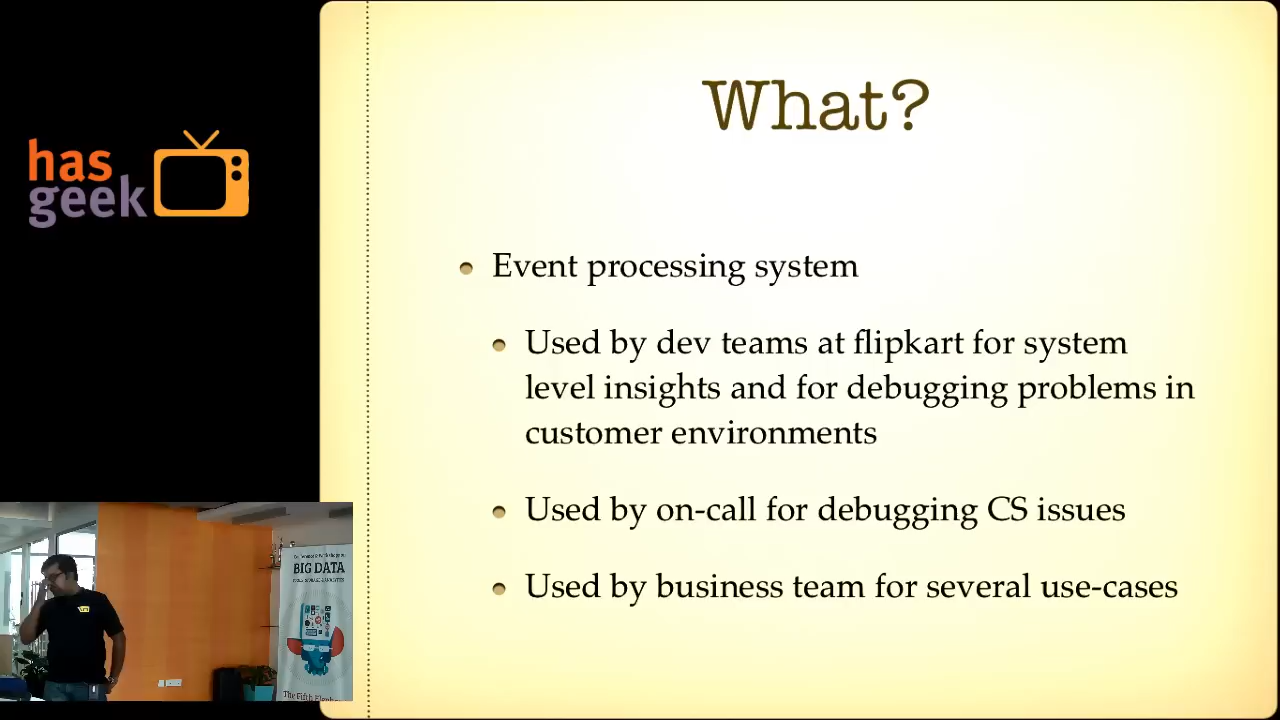 What?
has
geek
Event processing system
Used by dev teams at flipkart for system
level insights and for debugging problems in
customer environments
Used by on-call for debugging CS issues
Used by business team for several use-cases
BIG DATA
The Fifth